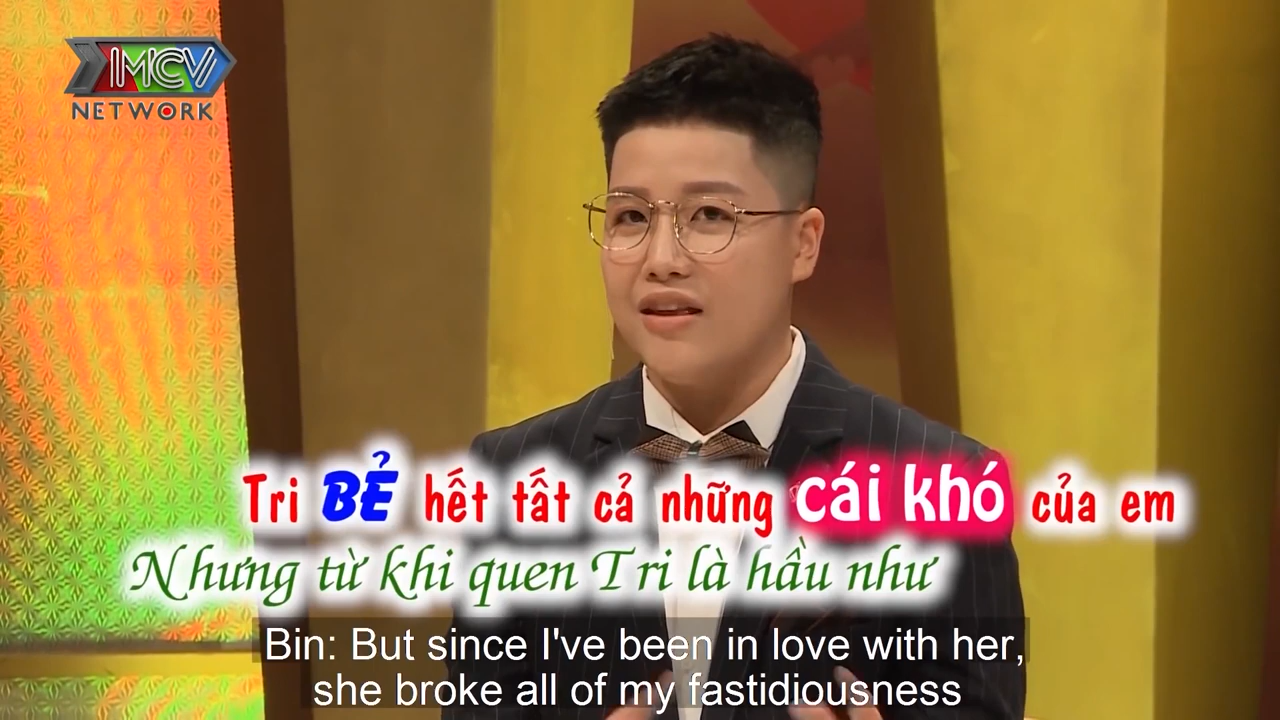 MCV
NETWORK
Tri BẺ hết tất cả những cái khó của em
Nhưng từ khi quen Tri là hầu như
Bin: But since I've been in love with her,
she broke all of my fastidiousness